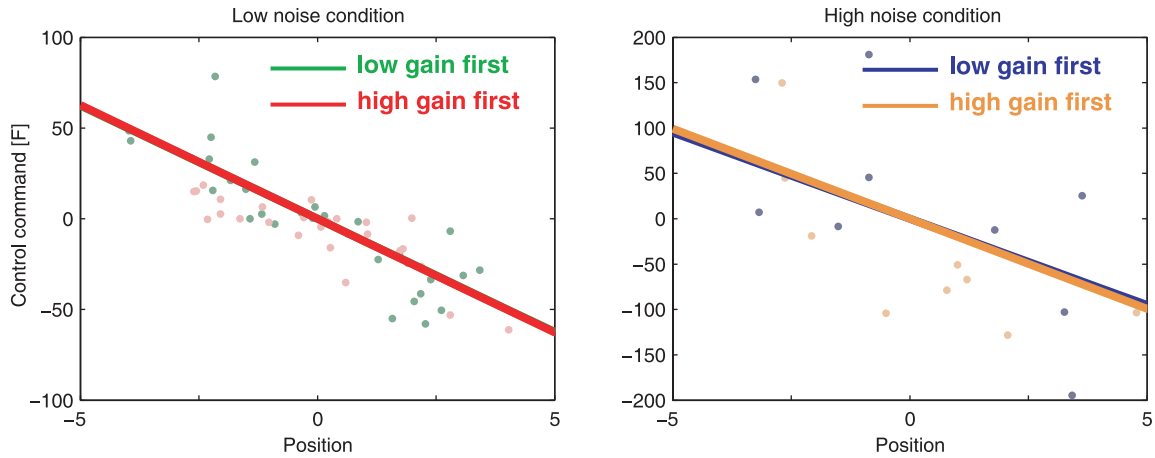 Low noise condition
100
50
0
−50
−100
−5
0
5
Control command [F]
Position
low gain first
high gain first
High noise condition
200
150
100
50
0
−50
−100
−150
−200
−5
0
5
Position
low gain first
high gain first